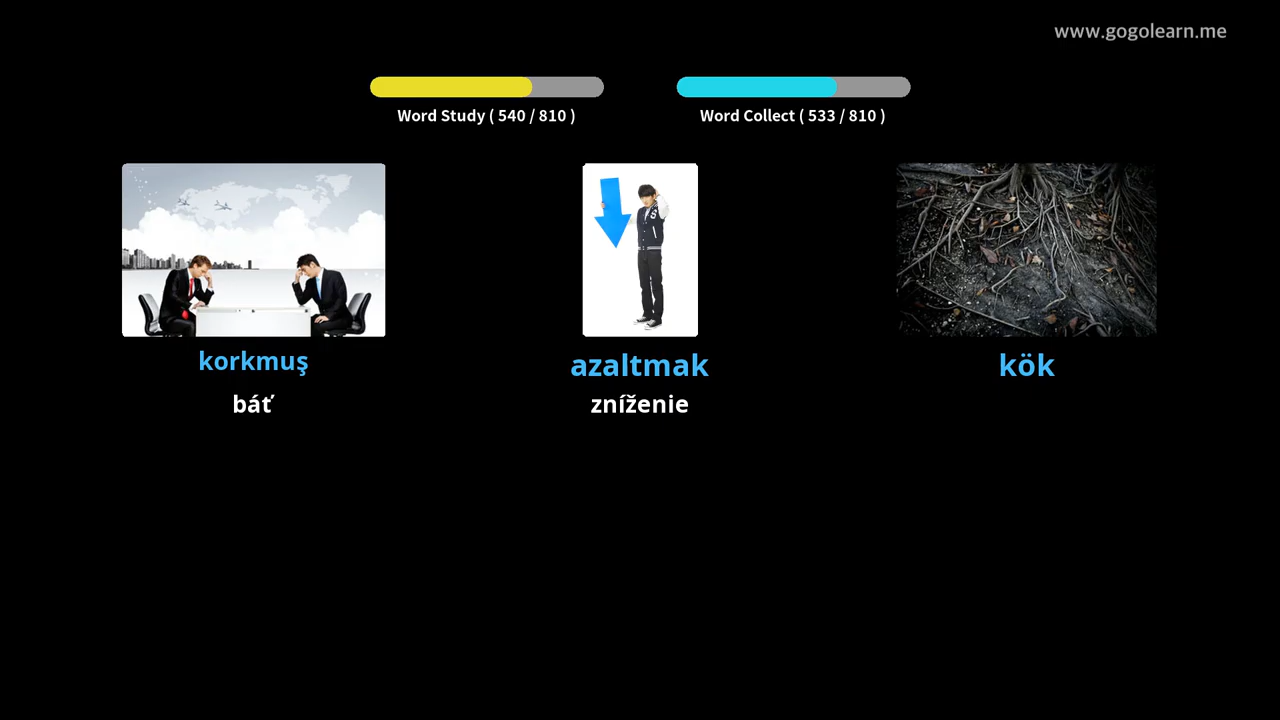 www.gogolearn.me
Word Study ( 540 / 810 )
Word Collect ( 533 / 810 )
korkmuş
báť
azaltmak
zníženie
kök